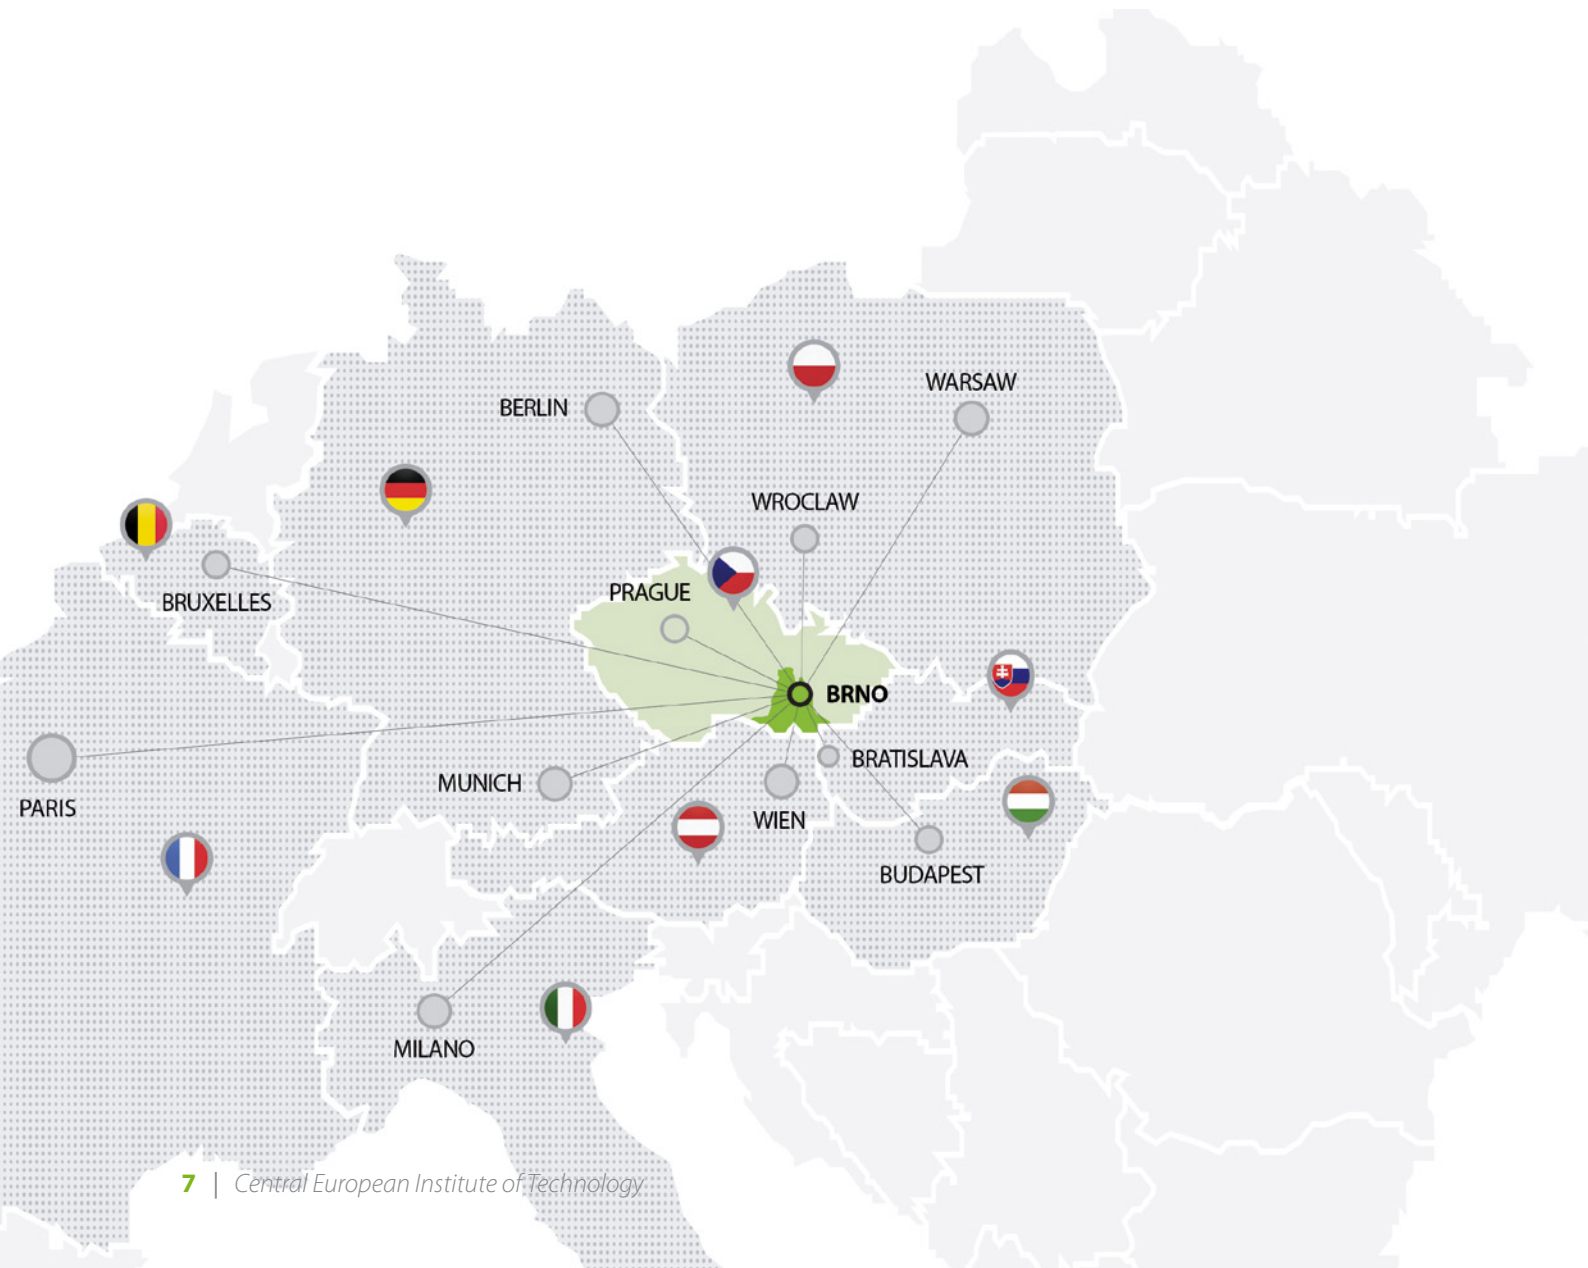 WARSAW
BERLIN
WROCLAW
PRAGUE
BRUXELLES
BRNO
BRATISLAVA
MUNICH
PARIS
WIEN
BUDAPEST
MILANO
7 | Central European Institute of Technology